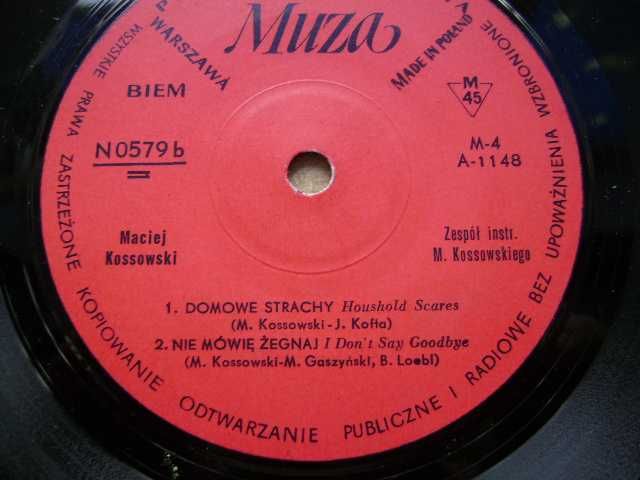 Muza
WARSZAWA
MADE IN POLAND
BIEM
M
45
N 0579 b
M-4
A-1148
Maciej
Kossowski
Zespół instr.
M. Kossowskiego
1. DOMOWE STRACHY Houshold Scares
(M. Kossowski-J. Kofta)
2. NIE MÓWIĘ ŻEGNAJ I Don't Say Goodbye
(M. Kossowski-M. Gaszyński, B. Loebl)
WSZYSTKIE PRAWA ZASTRZEŻONE KOPIOWANIE ODTWARZANIE PUBLICZNE I RADIOWE BEZ UPOWAŻNIENIA WZBRONIONE